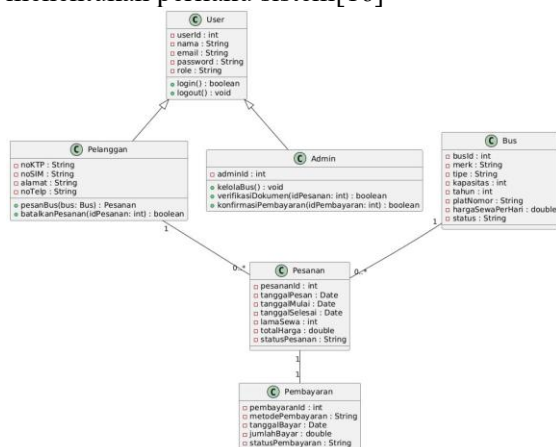 C User
userId : int
nama : String
email : String
password : String
role : String
login() : boolean
logout() : void
C Pelanggan
noKTP : String
noSIM : String
alamat : String
noTelp : String
pesanBus(bus: Bus) : Pesanan
batalkanPesanan(idPesanan: int) : boolean
C Admin
adminId : int
kelolaBus() : void
verifikasiDokumen(idPesanan: int) : boolean
konfirmasiPembayaran(idPembayaran: int) : boolean
C Bus
busId : int
merk : String
tipe : String
kapasitas : int
tahun : int
platNomor : String
hargaSewaPerHari : double
status : String
1
1
0..*
0..*
C Pesanan
pesananId : int
tanggalPesan : Date
tanggalMulai : Date
tanggalSelesai : Date
lamaSewa : int
totalHarga : double
statusPesanan : String
1
1
C Pembayaran
pembayaranId : int
metodePembayaran : String
tanggalBayar : Date
jumlahBayar : double
statusPembayaran : String